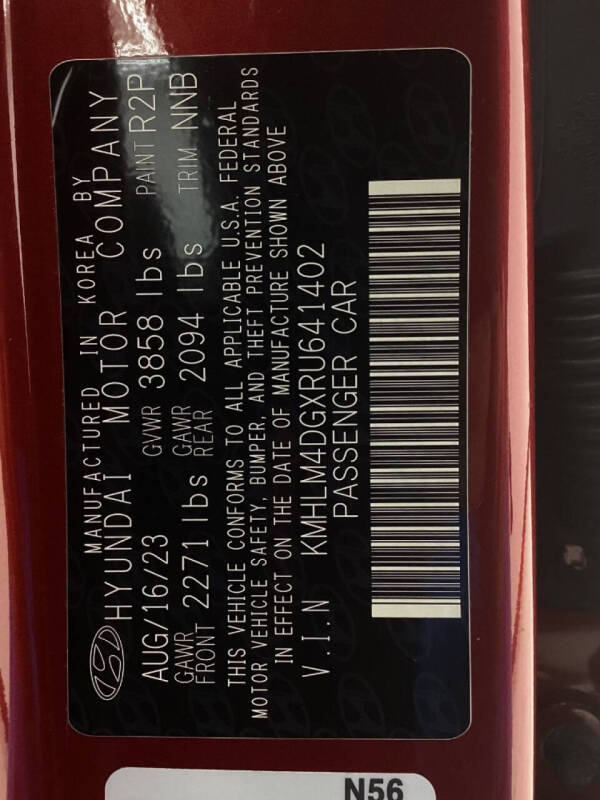 MANUFACTURED IN KOREA BY
HYUNDAI MOTOR COMPANY
AUG/16/23 GVWR 3858 lbs PAINT R2P
GAWR FRONT 2271 lbs GAWR REAR 2094 lbs TRIM NNB
THIS VEHICLE CONFORMS TO ALL APPLICABLE U.S.A. FEDERAL
MOTOR VEHICLE SAFETY, BUMPER, AND THEFT PREVENTION STANDARDS
IN EFFECT ON THE DATE OF MANUFACTURE SHOWN ABOVE
V.I.N KMHLM4DGXRU641402
PASSENGER CAR
N56